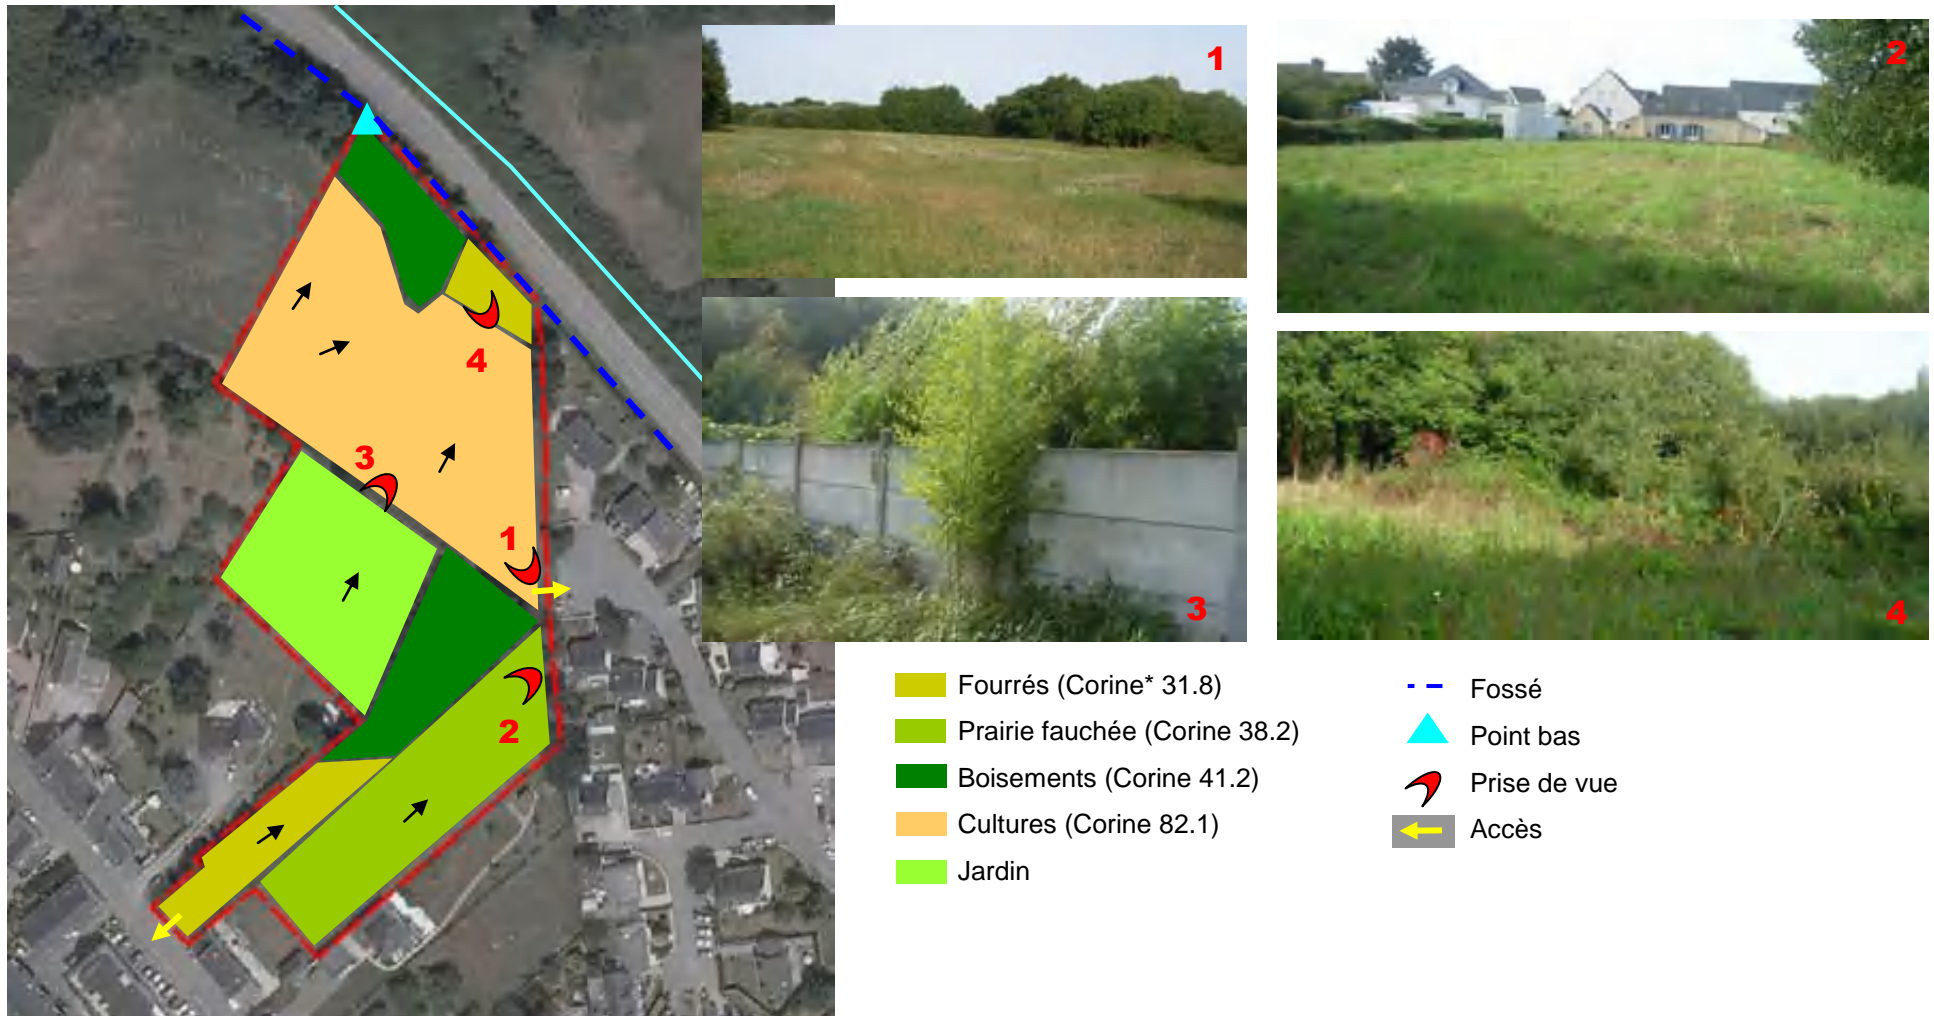 1
2
4
3
3
4
1
2
Fourrés (Corine* 31.8)
Prairie fauchée (Corine 38.2)
Boisements (Corine 41.2)
Cultures (Corine 82.1)
Jardin
Fossé
Point bas
Prise de vue
Accès